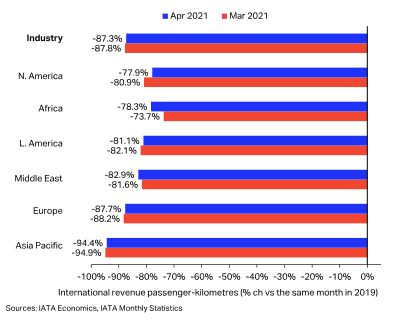 Apr 2021 Mar 2021
Industry -87.3%
-87.8%
N. America -77.9%
-80.9%
Africa -78.3%
-73.7%
L. America -81.1%
-82.1%
Middle East -82.9%
-81.6%
Europe -87.7%
-88.2%
Asia Pacific -94.4%
-94.9%
-100% -90% -80% -70% -60% -50% -40% -30% -20% -10% 0%
International revenue passenger-kilometres (% ch vs the same month in 2019)
Sources: IATA Economics, IATA Monthly Statistics